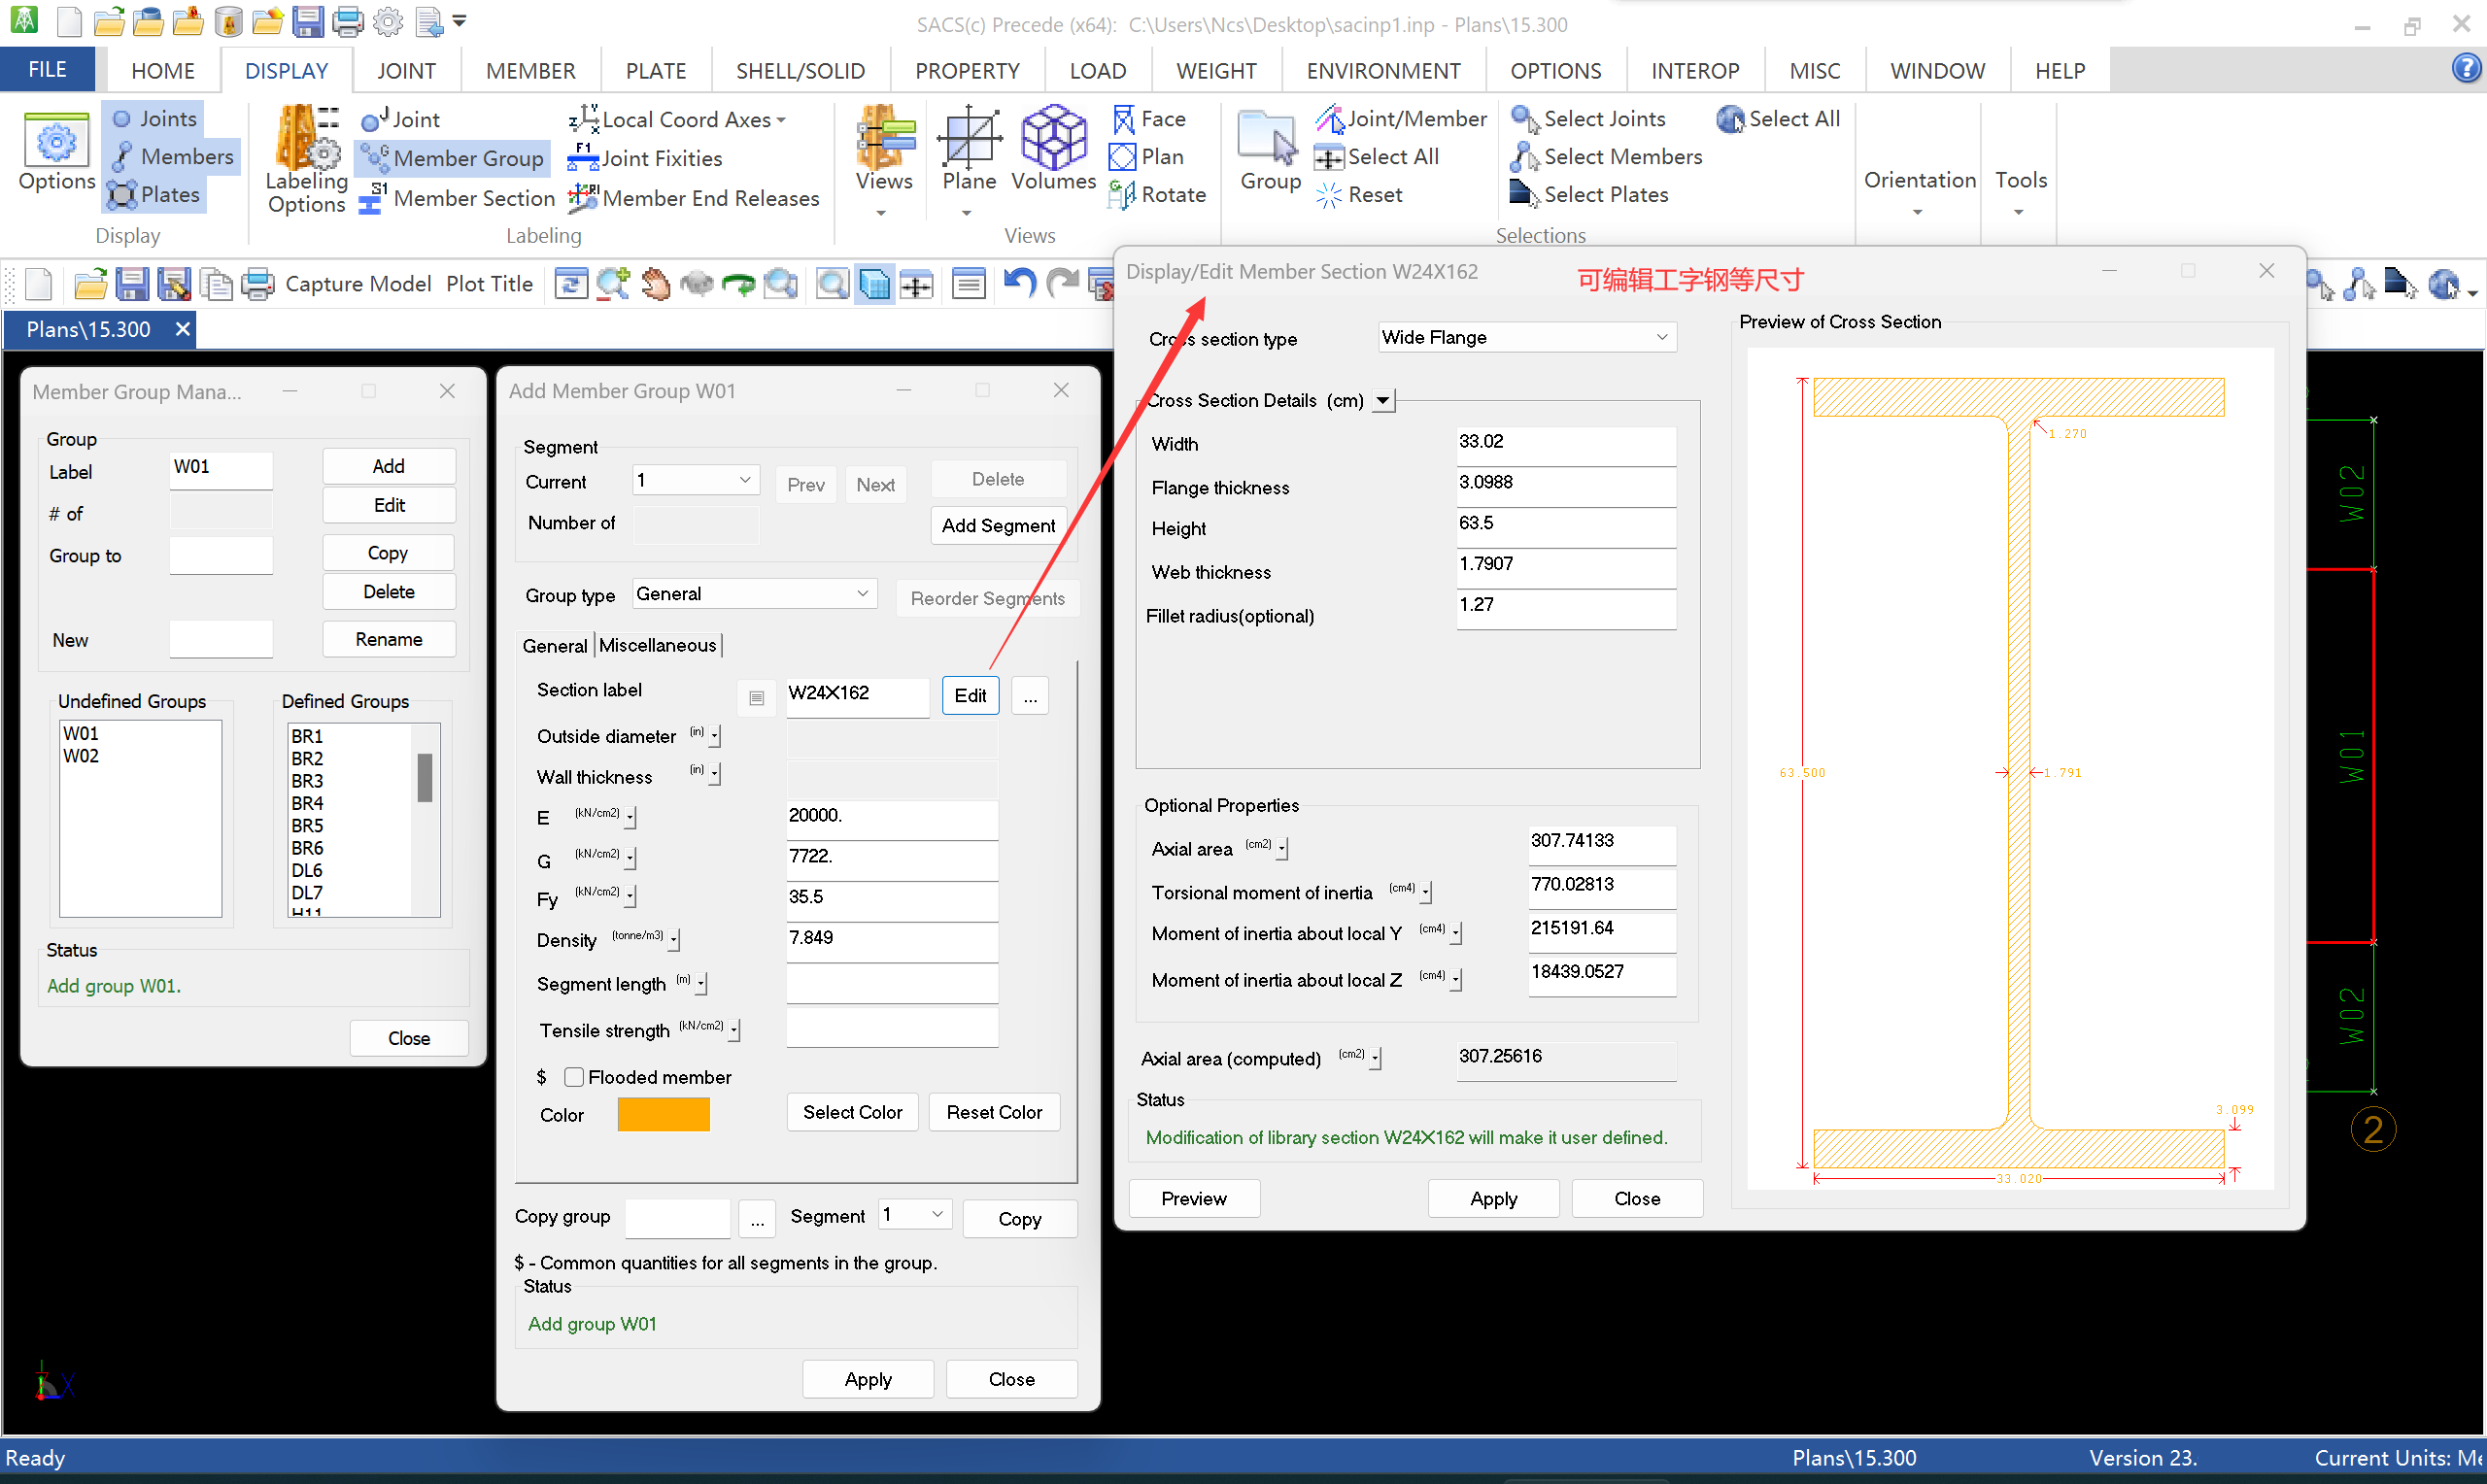 SACS(c) Precede (x64): C:\Users\Ncs\Desktop\sacinp1.inp - Plans\15.300
FILE HOME DISPLAY JOINT MEMBER PLATE SHELL/SOLID PROPERTY LOAD WEIGHT ENVIRONMENT OPTIONS INTEROP MISC WINDOW HELP
Options
Joints
Members
Plates
Display
Labeling Options
Joint
Member Group
Member Section
Local Coord Axes
Joint Fixities
Member End Releases
Labeling
Views
Plane
Volumes
Face
Plan
Rotate
Views
Group
Joint/Member
Select All
Reset
Select Joints
Select Members
Select Plates
Select All
Selections
Orientation
Tools
Capture Model Plot Title
Plans\15.300
Member Group Mana...
Group
Label W01 Add
# of Edit
Group to Copy
Delete
New Rename
Undefined Groups
W01
W02
Defined Groups
BR1
BR2
BR3
BR4
BR5
BR6
DL6
DL7
H11
Status
Add group W01.
Close
Add Member Group W01
Segment
Current 1 Prev Next Delete
Number of Add Segment
Group type General Reorder Segments
General Miscellaneous
Section label W24X162 Edit ...
Outside diameter (in)
Wall thickness (in)
E (kN/cm2) 20000.
G (kN/cm2) 7722.
Fy (kN/cm2) 35.5
Density (tonne/m3) 7.849
Segment length (m)
Tensile strength (kN/cm2)
$ Flooded member
Color Select Color Reset Color
Copy group ... Segment 1 Copy
$ - Common quantities for all segments in the group.
Status
Add group W01
Apply Close
Display/Edit Member Section W24X162
可编辑工字钢等尺寸
Cross section type Wide Flange
Cross Section Details (cm)
Width 33.02
Flange thickness 3.0988
Height 63.5
Web thickness 1.7907
Fillet radius(optional) 1.27
Optional Properties
Axial area (cm2) 307.74133
Torsional moment of inertia (cm4) 770.02813
Moment of inertia about local Y (cm4) 215191.64
Moment of inertia about local Z (cm4) 18439.0527
Axial area (computed) (cm2) 307.25616
Status
Modification of library section W24X162 will make it user defined.
Preview Apply Close
Preview of Cross Section
1.270
63.500
1.791
3.099
33.020
W02
W01
W02
2
X
Ready Plans\15.300 Version 23. Current Units: Me